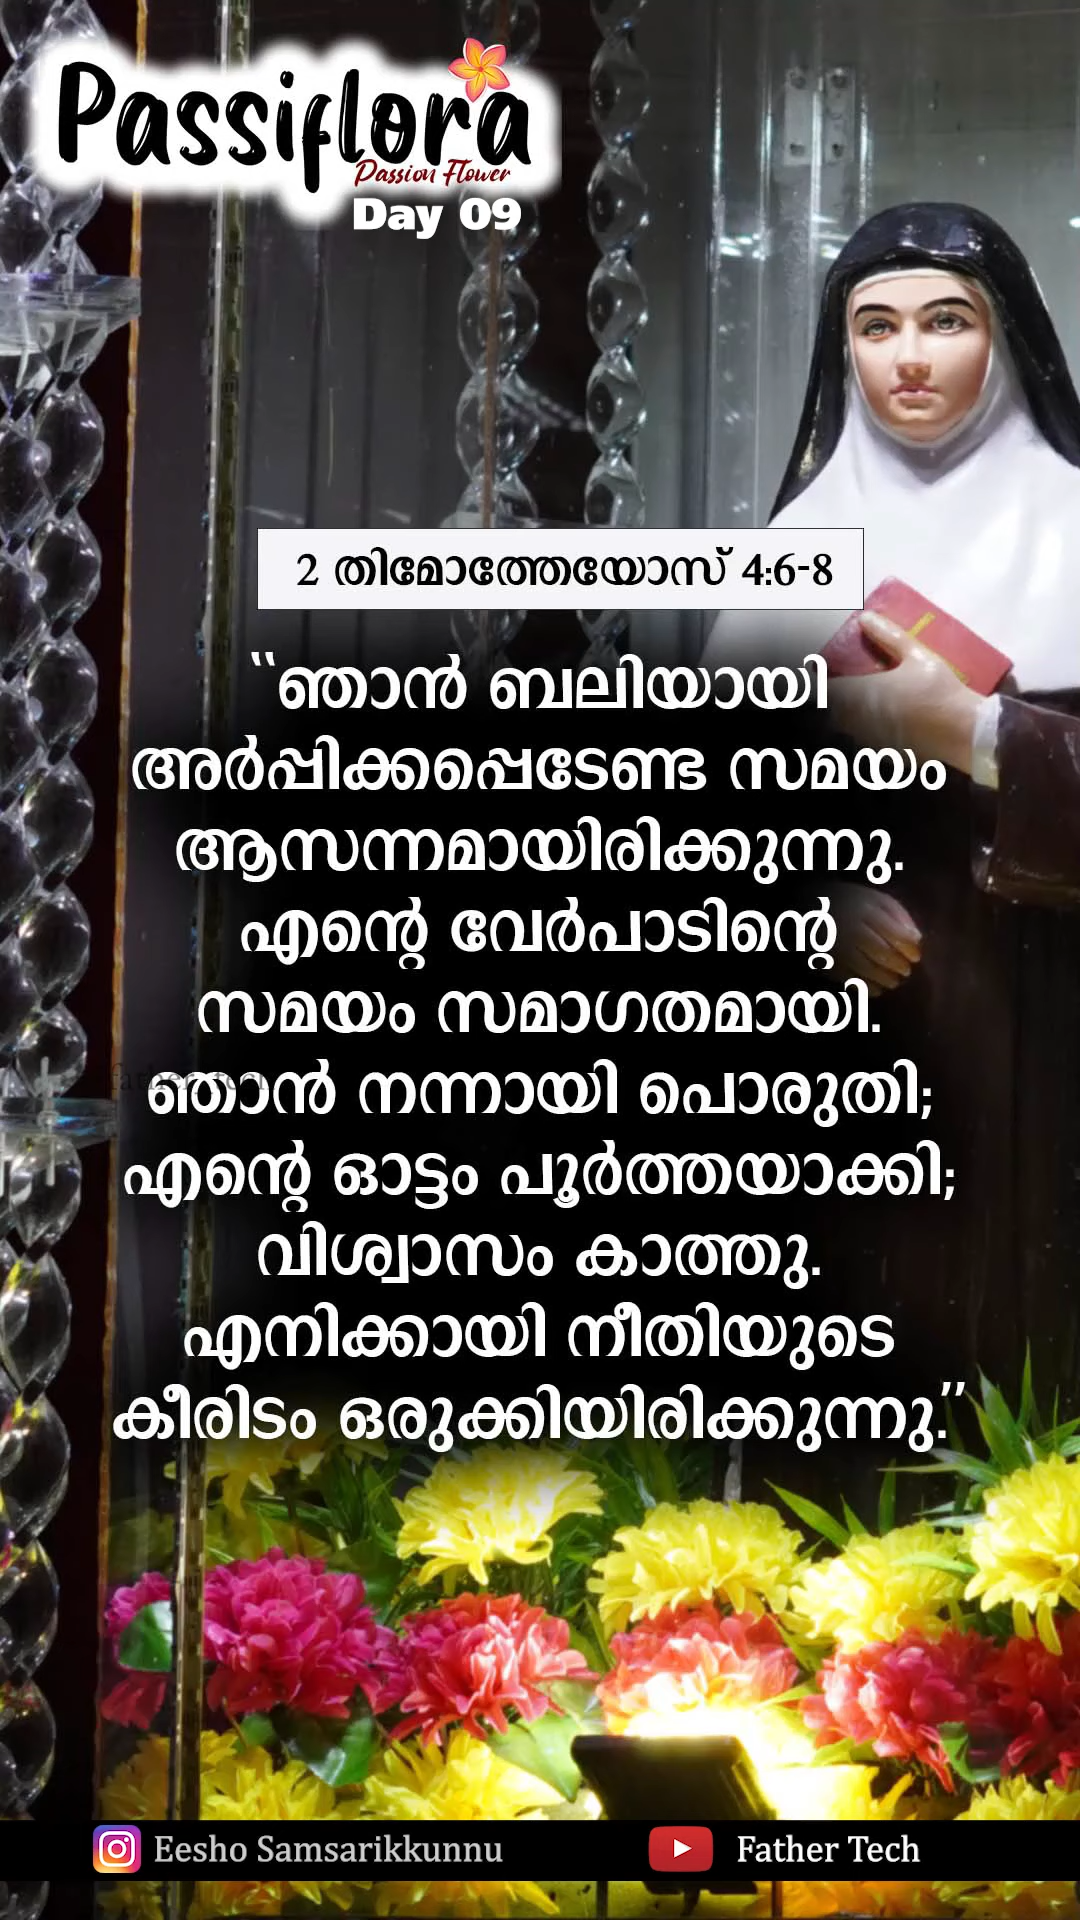 Passiflora
Passion Flower
Day 09
2 തിമോത്തേയോസ് 4:6-8
“ഞാൻ ബലിയായി
അർപ്പിക്കപ്പെടേണ്ട സമയം
ആസന്നമായിരിക്കുന്നു.
എന്റെ വേർപാടിന്റെ
സമയം സമാഗതമായി.
father_tech
ഞാൻ നന്നായി പൊരുതി;
എന്റെ ഓട്ടം പൂർത്തയാക്കി;
വിശ്വാസം കാത്തു.
എനിക്കായി നീതിയുടെ
കീരിടം ഒരുക്കിയിരിക്കുന്നു.”
Eesho Samsarikkunnu
Father Tech